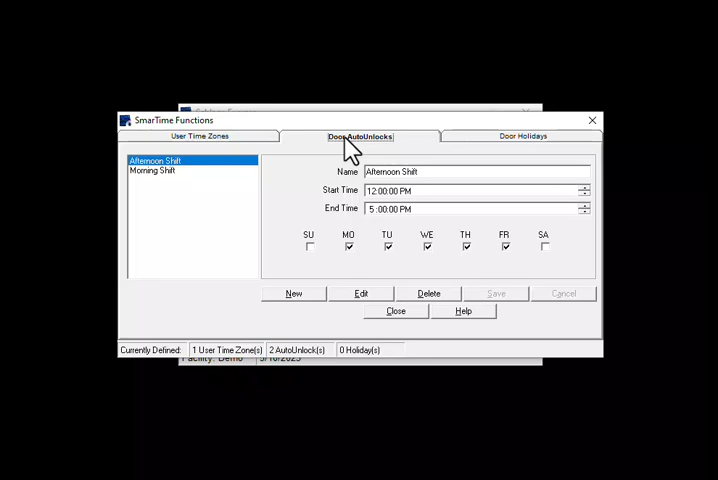 SmarTime Functions
User Time Zones
Door AutoUnlocks
Door Holidays
Afternoon Shift
Morning Shift
Name
Afternoon Shift
Start Time
12:00:00 PM
End Time
5:00:00 PM
SU MO TU WE TH FR SA
New Edit Delete Save Cancel
Close Help
Currently Defined: 1 User Time Zone(s) 2 AutoUnlock(s) 0 Holiday(s)
Facility: Demo